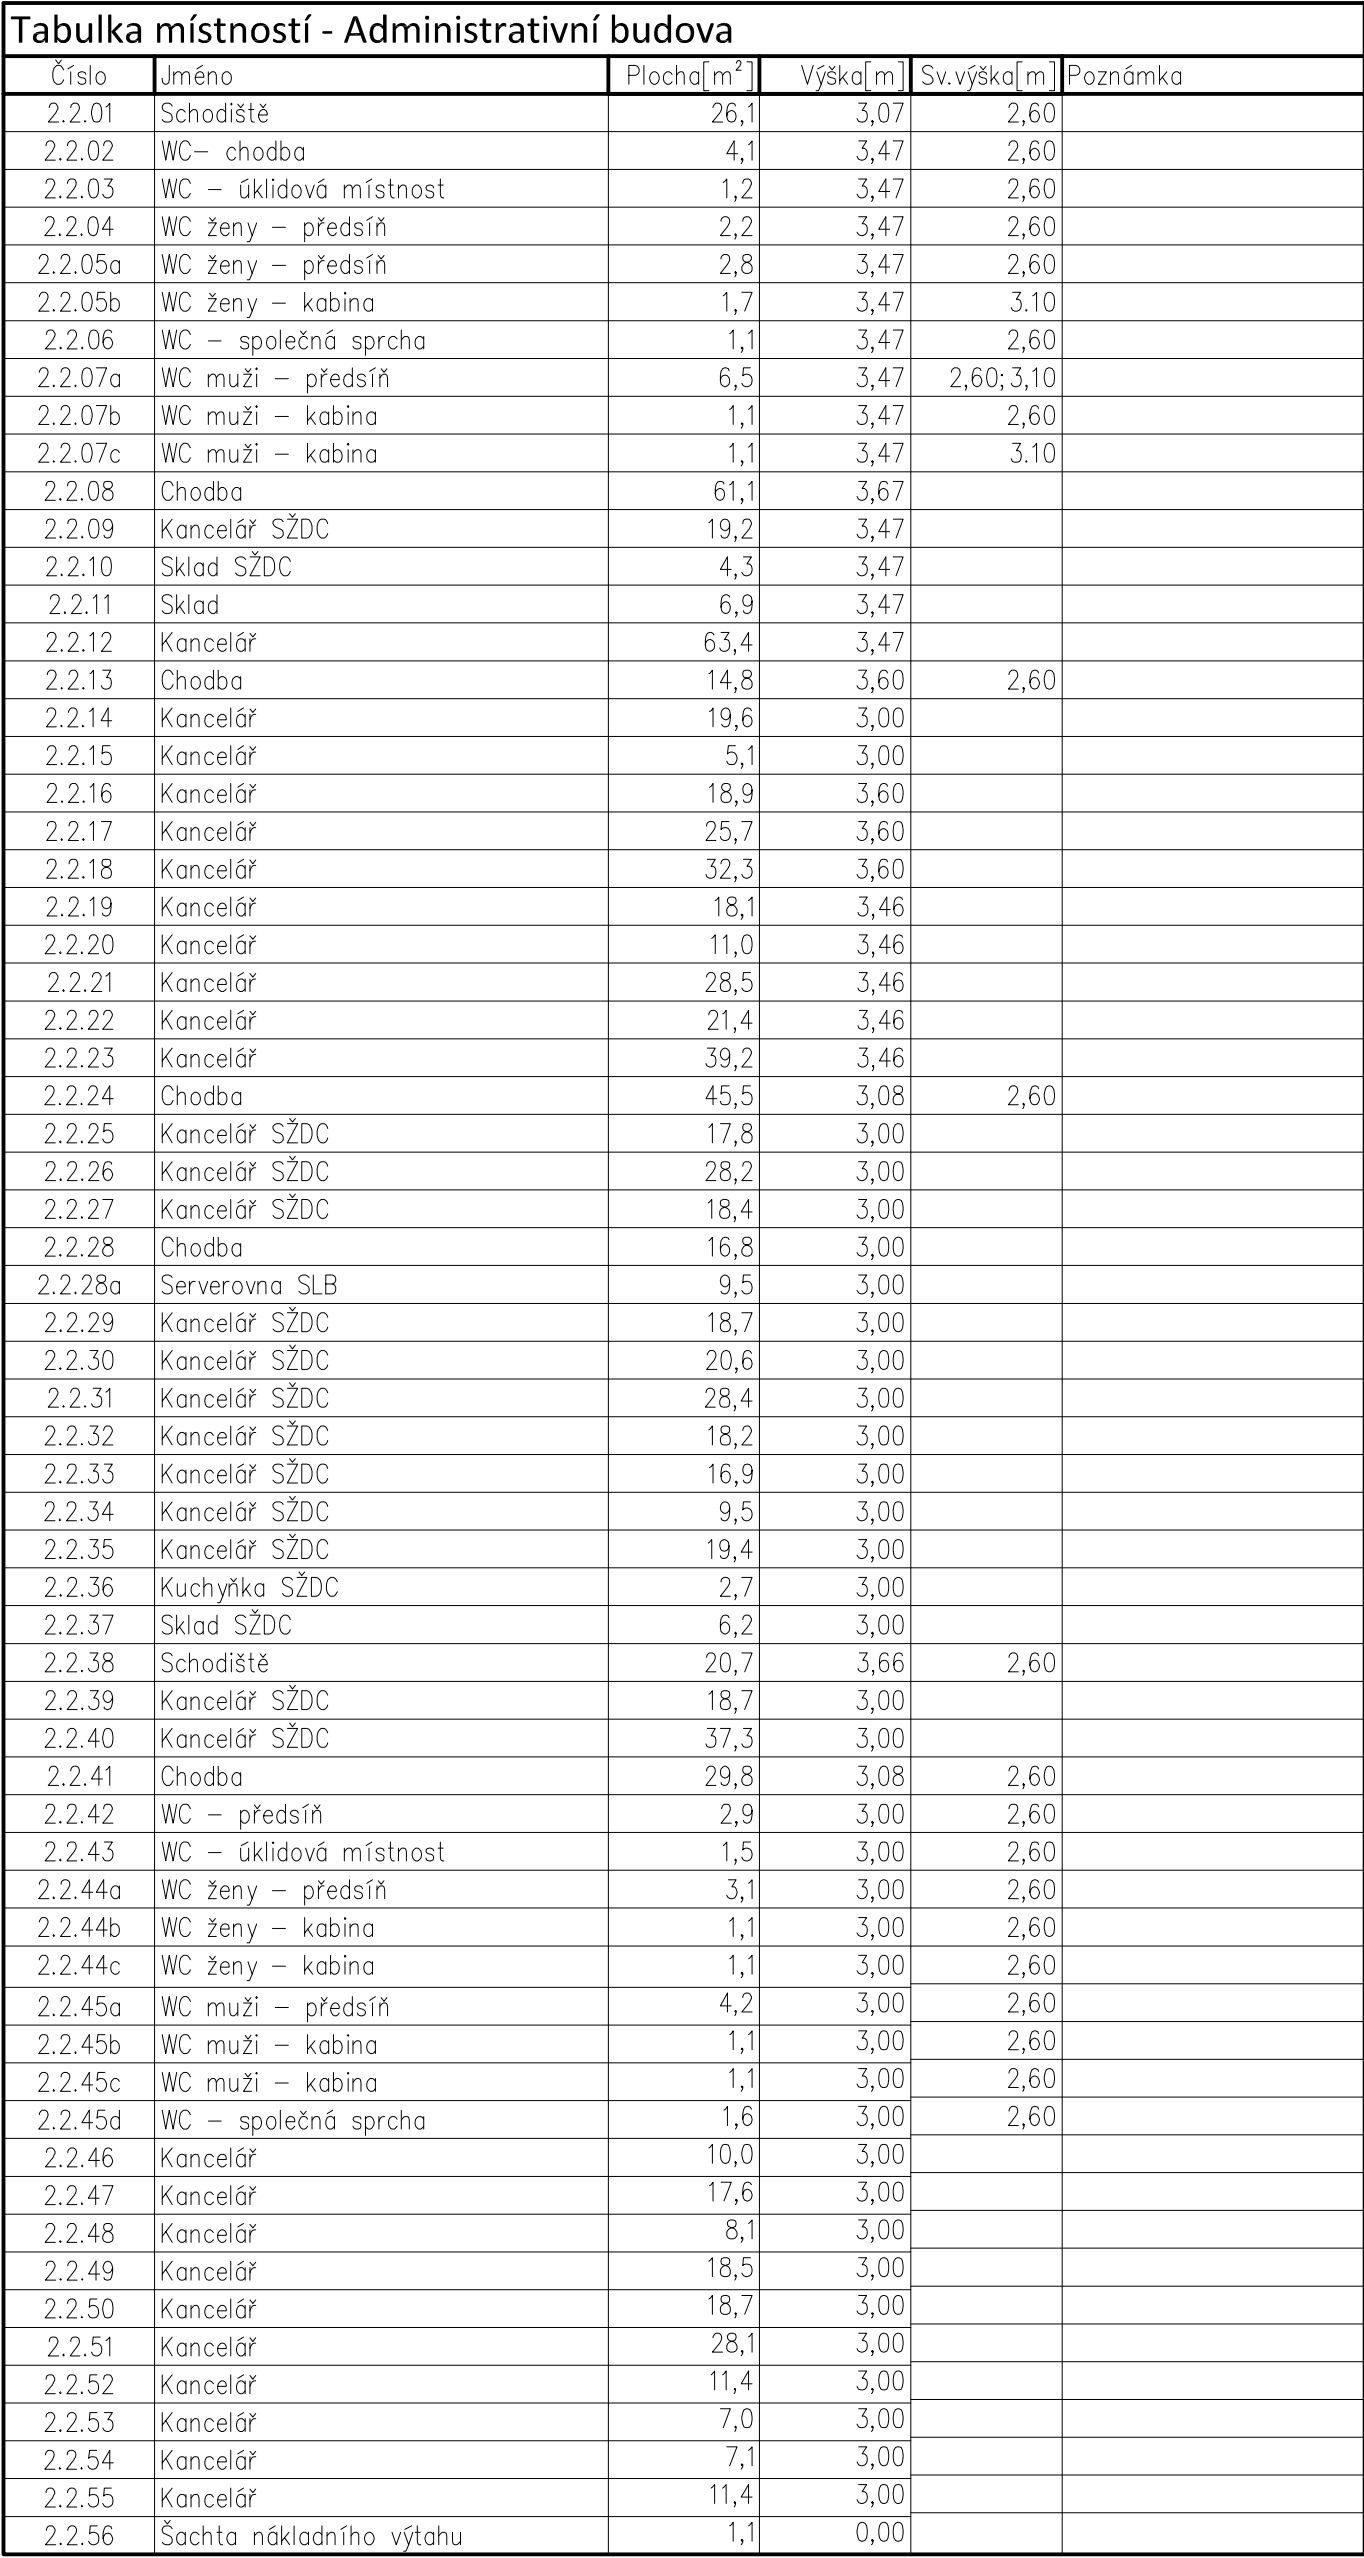 Tabulka místností - Administrativní budova
Číslo Jméno Plocha[m²] Výška[m] Sv.výška[m] Poznámka
2.2.01 Schodiště 26,1 3,07 2,60
2.2.02 WC– chodba 4,1 3,47 2,60
2.2.03 WC – úklidová místnost 1,2 3,47 2,60
2.2.04 WC ženy – předsíň 2,2 3,47 2,60
2.2.05a WC ženy – předsíň 2,8 3,47 2,60
2.2.05b WC ženy – kabina 1,7 3,47 3.10
2.2.06 WC – společná sprcha 1,1 3,47 2,60
2.2.07a WC muži – předsíň 6,5 3,47 2,60;3,10
2.2.07b WC muži – kabina 1,1 3,47 2,60
2.2.07c WC muži – kabina 1,1 3,47 3.10
2.2.08 Chodba 61,1 3,67
2.2.09 Kancelář SŽDC 19,2 3,47
2.2.10 Sklad SŽDC 4,3 3,47
2.2.11 Sklad 6,9 3,47
2.2.12 Kancelář 63,4 3,47
2.2.13 Chodba 14,8 3,60 2,60
2.2.14 Kancelář 19,6 3,00
2.2.15 Kancelář 5,1 3,00
2.2.16 Kancelář 18,9 3,60
2.2.17 Kancelář 25,7 3,60
2.2.18 Kancelář 32,3 3,60
2.2.19 Kancelář 18,1 3,46
2.2.20 Kancelář 11,0 3,46
2.2.21 Kancelář 28,5 3,46
2.2.22 Kancelář 21,4 3,46
2.2.23 Kancelář 39,2 3,46
2.2.24 Chodba 45,5 3,08 2,60
2.2.25 Kancelář SŽDC 17,8 3,00
2.2.26 Kancelář SŽDC 28,2 3,00
2.2.27 Kancelář SŽDC 18,4 3,00
2.2.28 Chodba 16,8 3,00
2.2.28a Serverovna SLB 9,5 3,00
2.2.29 Kancelář SŽDC 18,7 3,00
2.2.30 Kancelář SŽDC 20,6 3,00
2.2.31 Kancelář SŽDC 28,4 3,00
2.2.32 Kancelář SŽDC 18,2 3,00
2.2.33 Kancelář SŽDC 16,9 3,00
2.2.34 Kancelář SŽDC 9,5 3,00
2.2.35 Kancelář SŽDC 19,4 3,00
2.2.36 Kuchyňka SŽDC 2,7 3,00
2.2.37 Sklad SŽDC 6,2 3,00
2.2.38 Schodiště 20,7 3,66 2,60
2.2.39 Kancelář SŽDC 18,7 3,00
2.2.40 Kancelář SŽDC 37,3 3,00
2.2.41 Chodba 29,8 3,08 2,60
2.2.42 WC – předsíň 2,9 3,00 2,60
2.2.43 WC – úklidová místnost 1,5 3,00 2,60
2.2.44a WC ženy – předsíň 3,1 3,00 2,60
2.2.44b WC ženy – kabina 1,1 3,00 2,60
2.2.44c WC ženy – kabina 1,1 3,00 2,60
2.2.45a WC muži – předsíň 4,2 3,00 2,60
2.2.45b WC muži – kabina 1,1 3,00 2,60
2.2.45c WC muži – kabina 1,1 3,00 2,60
2.2.45d WC – společná sprcha 1,6 3,00 2,60
2.2.46 Kancelář 10,0 3,00
2.2.47 Kancelář 17,6 3,00
2.2.48 Kancelář 8,1 3,00
2.2.49 Kancelář 18,5 3,00
2.2.50 Kancelář 18,7 3,00
2.2.51 Kancelář 28,1 3,00
2.2.52 Kancelář 11,4 3,00
2.2.53 Kancelář 7,0 3,00
2.2.54 Kancelář 7,1 3,00
2.2.55 Kancelář 11,4 3,00
2.2.56 Šachta nákladního výtahu 1,1 0,00